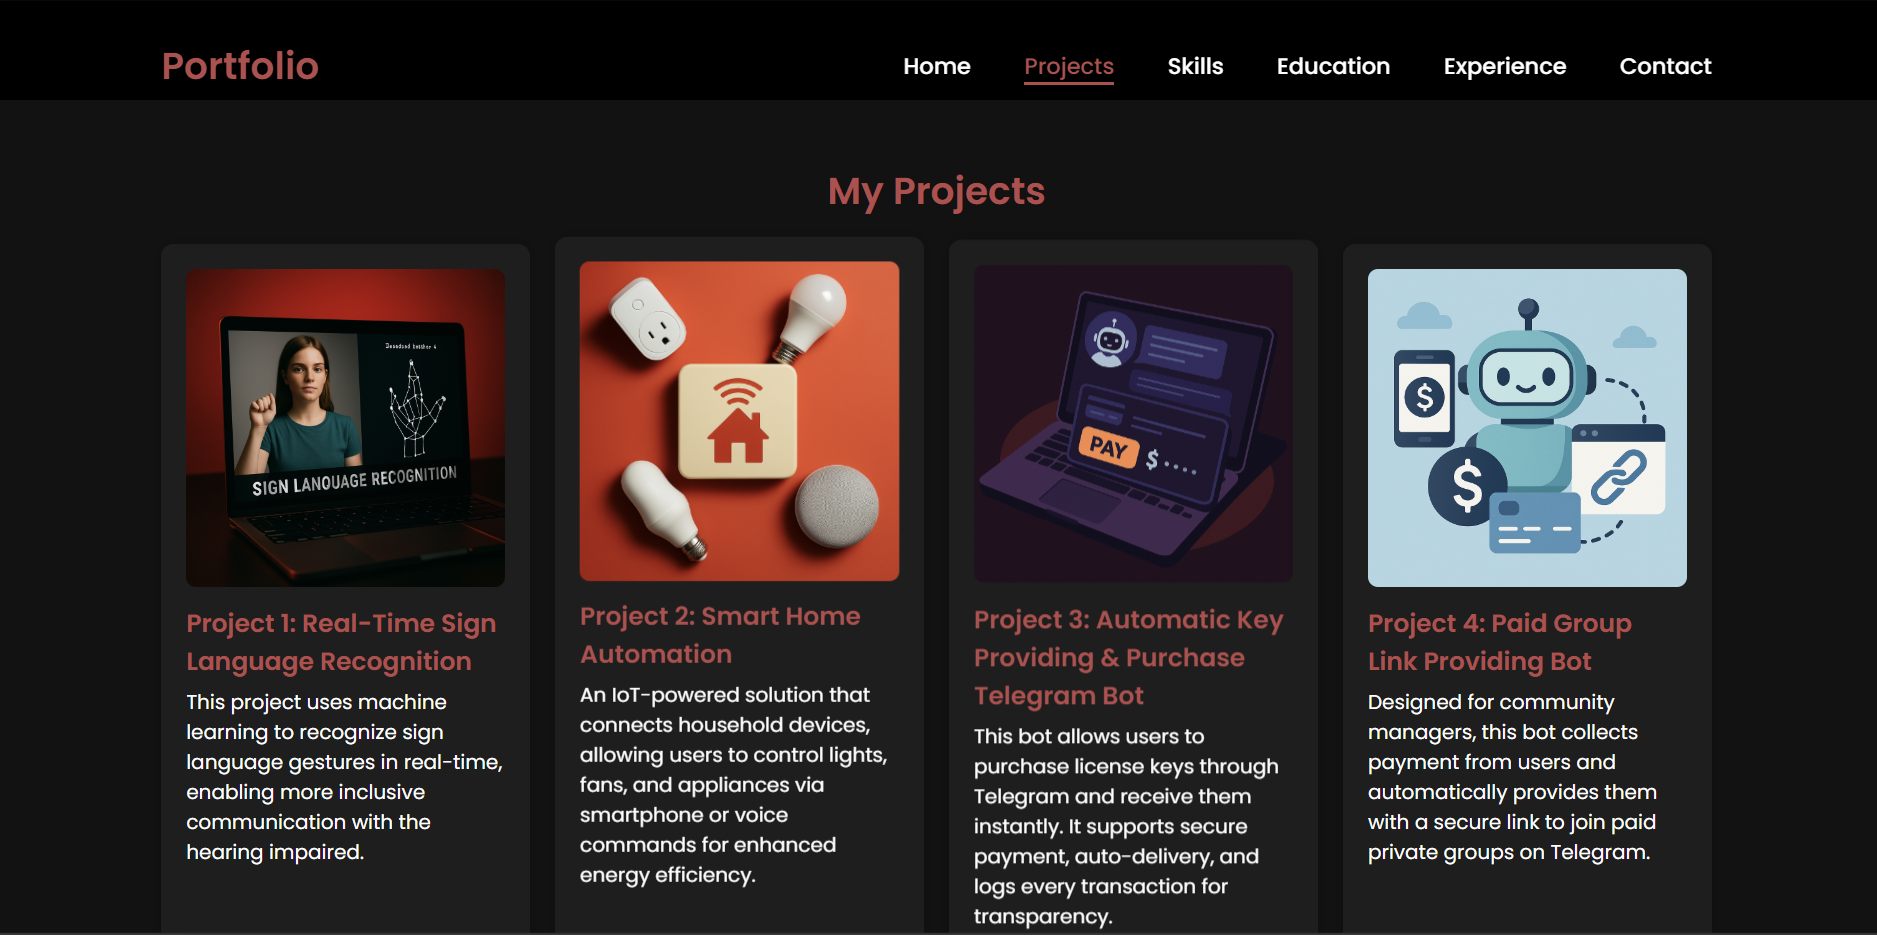 Portfolio
Home Projects Skills Education Experience Contact
My Projects
SIGN LANQUAGE RECOGNITION
Project 1: Real-Time Sign
Language Recognition
This project uses machine
learning to recognize sign
language gestures in real-time,
enabling more inclusive
communication with the
hearing impaired.
Project 2: Smart Home
Automation
An IoT-powered solution that
connects household devices,
allowing users to control lights,
fans, and appliances via
smartphone or voice
commands for enhanced
energy efficiency.
PAY $
Project 3: Automatic Key
Providing & Purchase
Telegram Bot
This bot allows users to
purchase license keys through
Telegram and receive them
instantly. It supports secure
payment, auto-delivery, and
logs every transaction for
transparency.
$
$
Project 4: Paid Group
Link Providing Bot
Designed for community
managers, this bot collects
payment from users and
automatically provides them
with a secure link to join paid
private groups on Telegram.